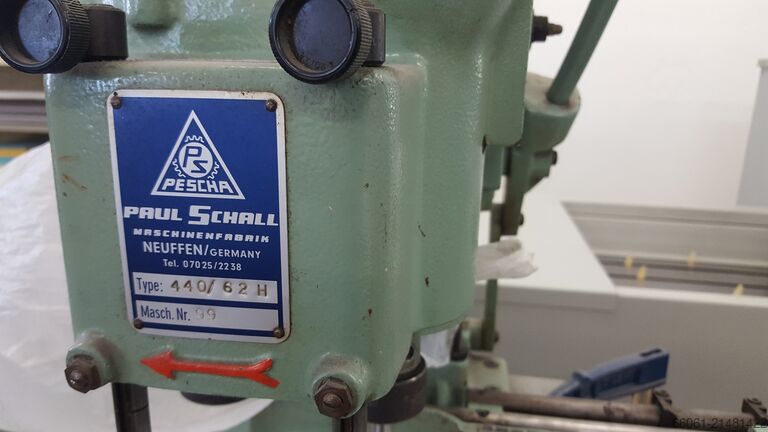 PS
PESCHA
PAUL SCHALL
MASCHINENFABRIK
NEUFFEN/GERMANY
Tel. 07025/2238
Type: 440/62 H
Masch. Nr. 99